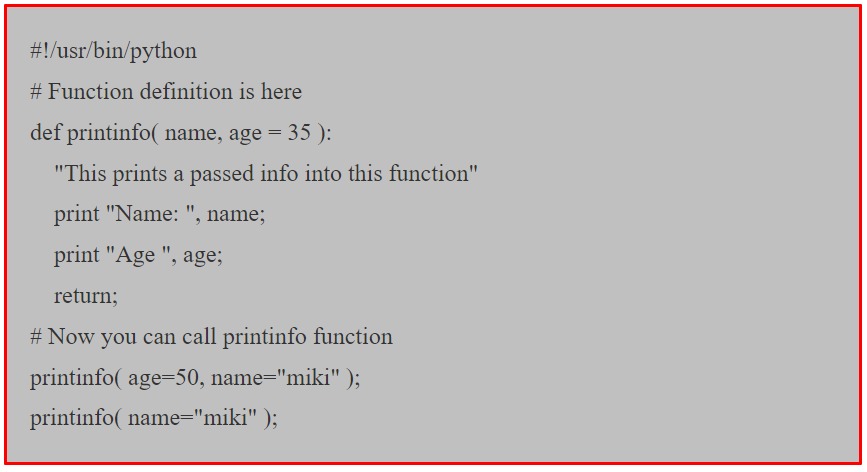 #!/usr/bin/python
# Function definition is here
def printinfo( name, age = 35 ):
"This prints a passed info into this function"
print "Name: ", name;
print "Age ", age;
return;
# Now you can call printinfo function
printinfo( age=50, name="miki" );
printinfo( name="miki" );